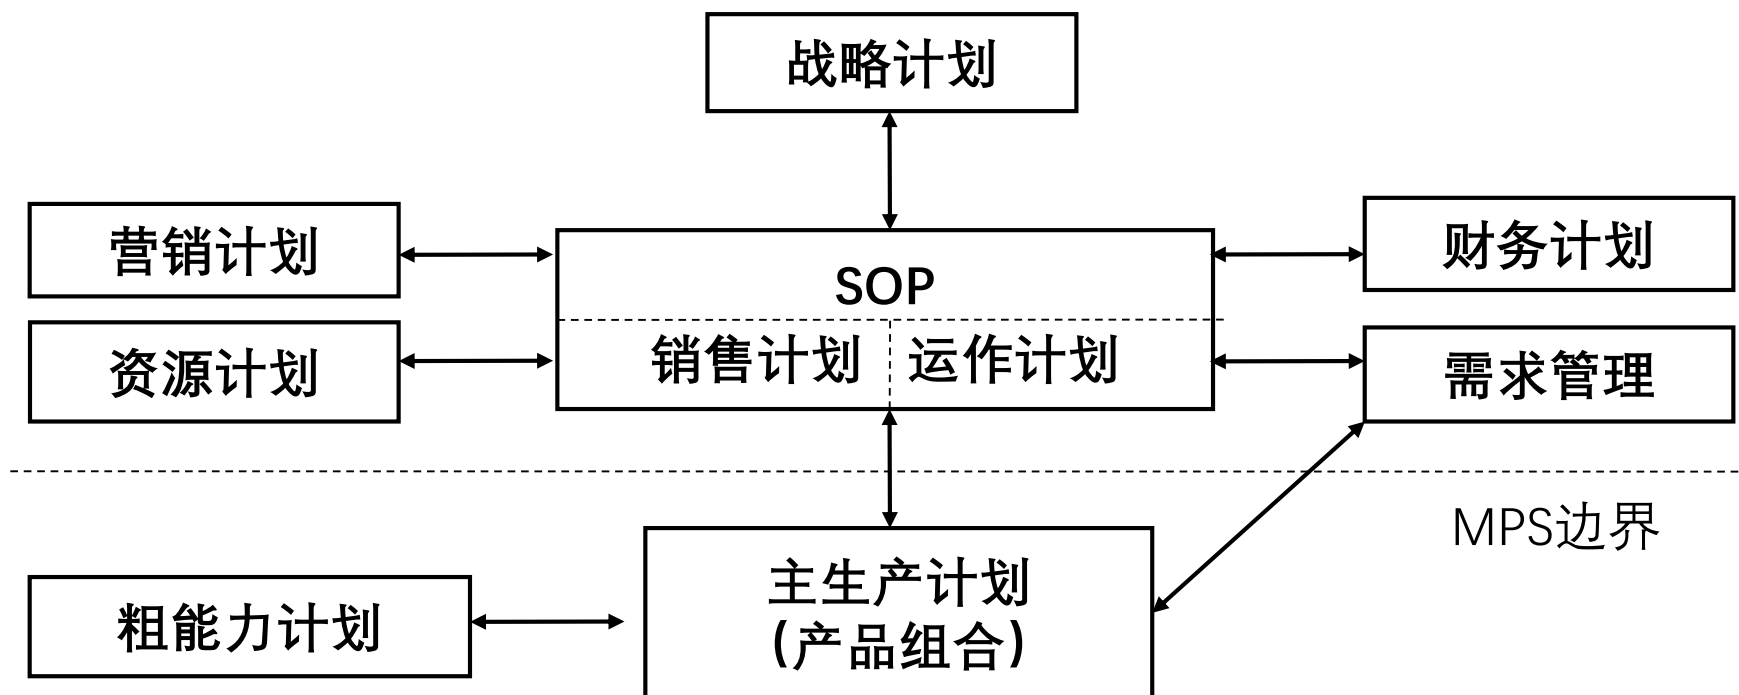 战略计划
营销计划
财务计划
SOP
资源计划
销售计划 运作计划
需求管理
MPS边界
粗能力计划
主生产计划
(产品组合)